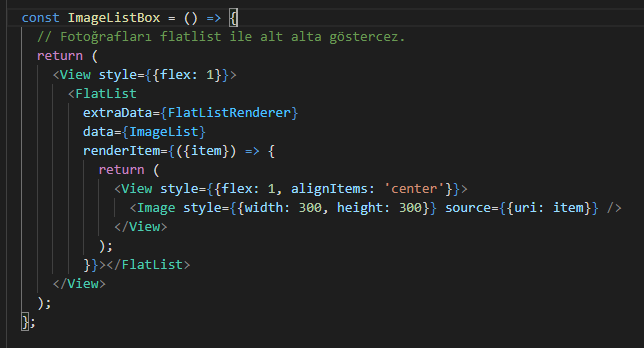 const ImageListBox = () => {
  // Fotoğrafları flatlist ile alt alta göstercez.
  return (
    <View style={{flex: 1}}>
      <FlatList
        extraData={FlatListRenderer}
        data={ImageList}
        renderItem={({item}) => {
          return (
            <View style={{flex: 1, alignItems: 'center'}}>
              <Image style={{width: 300, height: 300}} source={{uri: item}} />
            </View>
          );
        }}></FlatList>
    </View>
  );
};